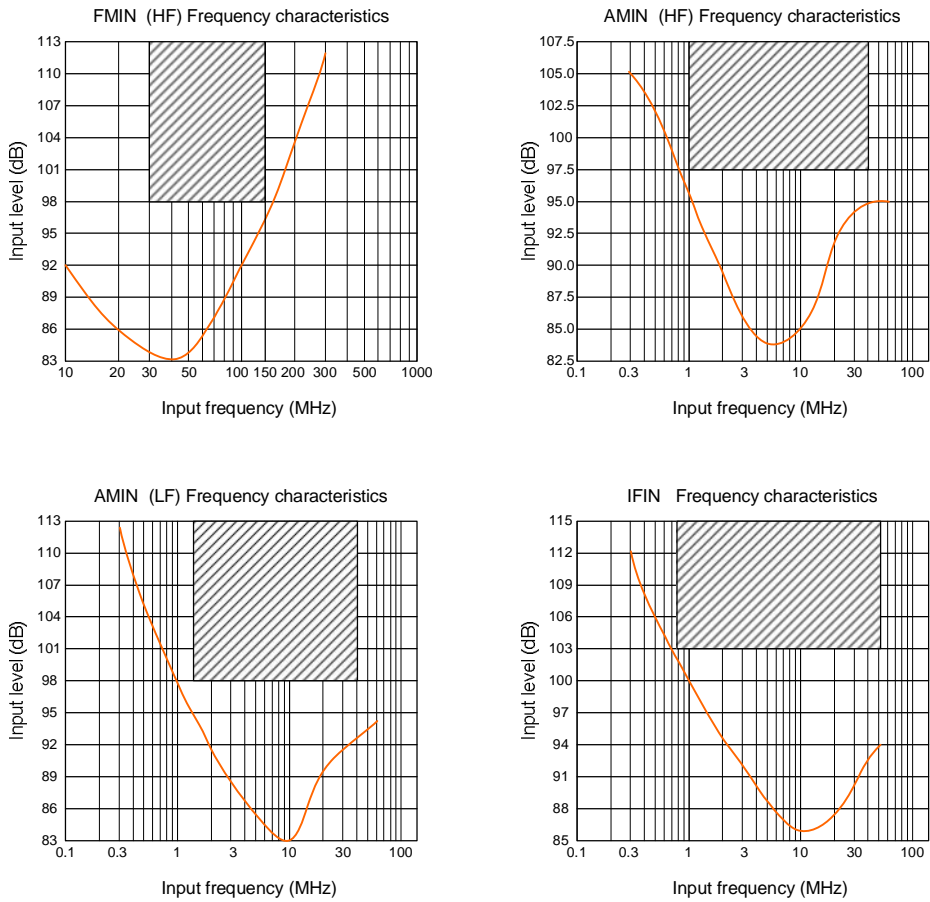 FMIN (HF) Frequency characteristics
113
110
107
104
101
98
95
92
89
86
83
Input level (dB)
10 20 30 50 100 150 200 300 500 1000
Input frequency (MHz)
AMIN (HF) Frequency characteristics
107.5
105.0
102.5
100
97.5
95.0
92.5
90.0
87.5
85.0
82.5
Input level (dB)
0.1 0.3 1 3 10 30 100
Input frequency (MHz)
AMIN (LF) Frequency characteristics
113
110
107
104
101
98
95
92
89
86
83
Input level (dB)
0.1 0.3 1 3 10 30 100
Input frequency (MHz)
IFIN Frequency characteristics
115
112
109
106
103
100
97
94
91
88
85
Input level (dB)
0.1 0.3 1 3 10 30 100
Input frequency (MHz)